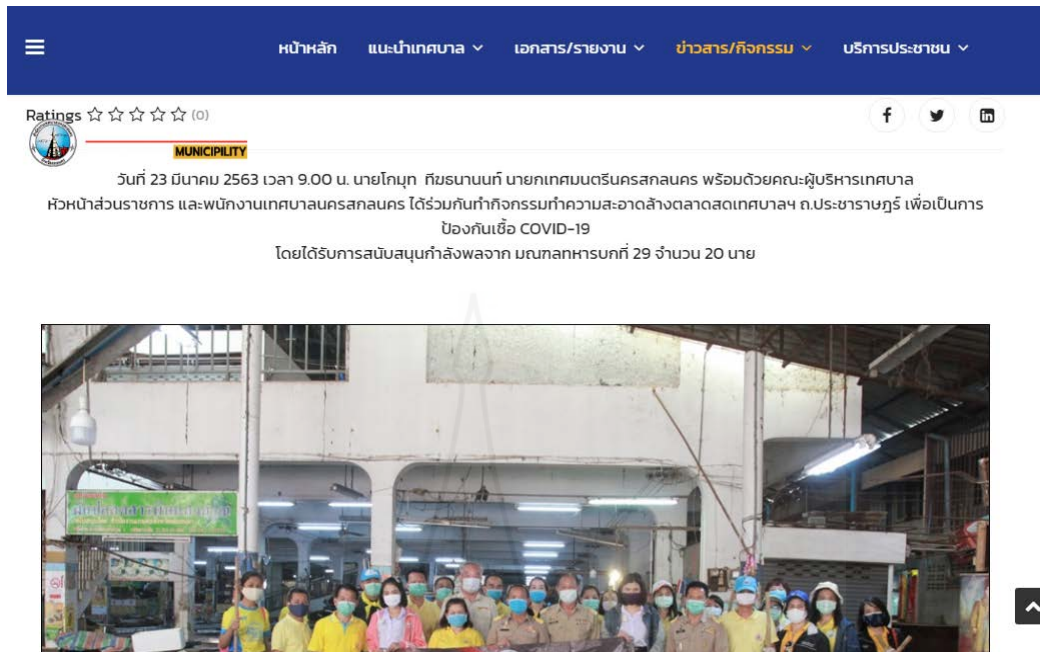 หน้าหลัก แนะนำเทศบาล เอกสาร/รายงาน ข่าวสาร/กิจกรรม บริการประชาชน
Ratings (0)
MUNICIPILITY
วันที่ 23 มีนาคม 2563 เวลา 9.00 น. นายโกมุท ทีฆธนานนท์ นายกเทศมนตรีนครสกลนคร พร้อมด้วยคณะผู้บริหารเทศบาล
หัวหน้าส่วนราชการ และพนักงานเทศบาลนครสกลนคร ได้ร่วมกันทำกิจกรรมทำความสะอาดล้างตลาดสดเทศบาลฯ ถ.ประชาราษฎร์ เพื่อเป็นการ
ป้องกันเชื้อ COVID-19
โดยได้รับการสนับสนุนกำลังพลจาก มณฑลทหารบกที่ 29 จำนวน 20 นาย